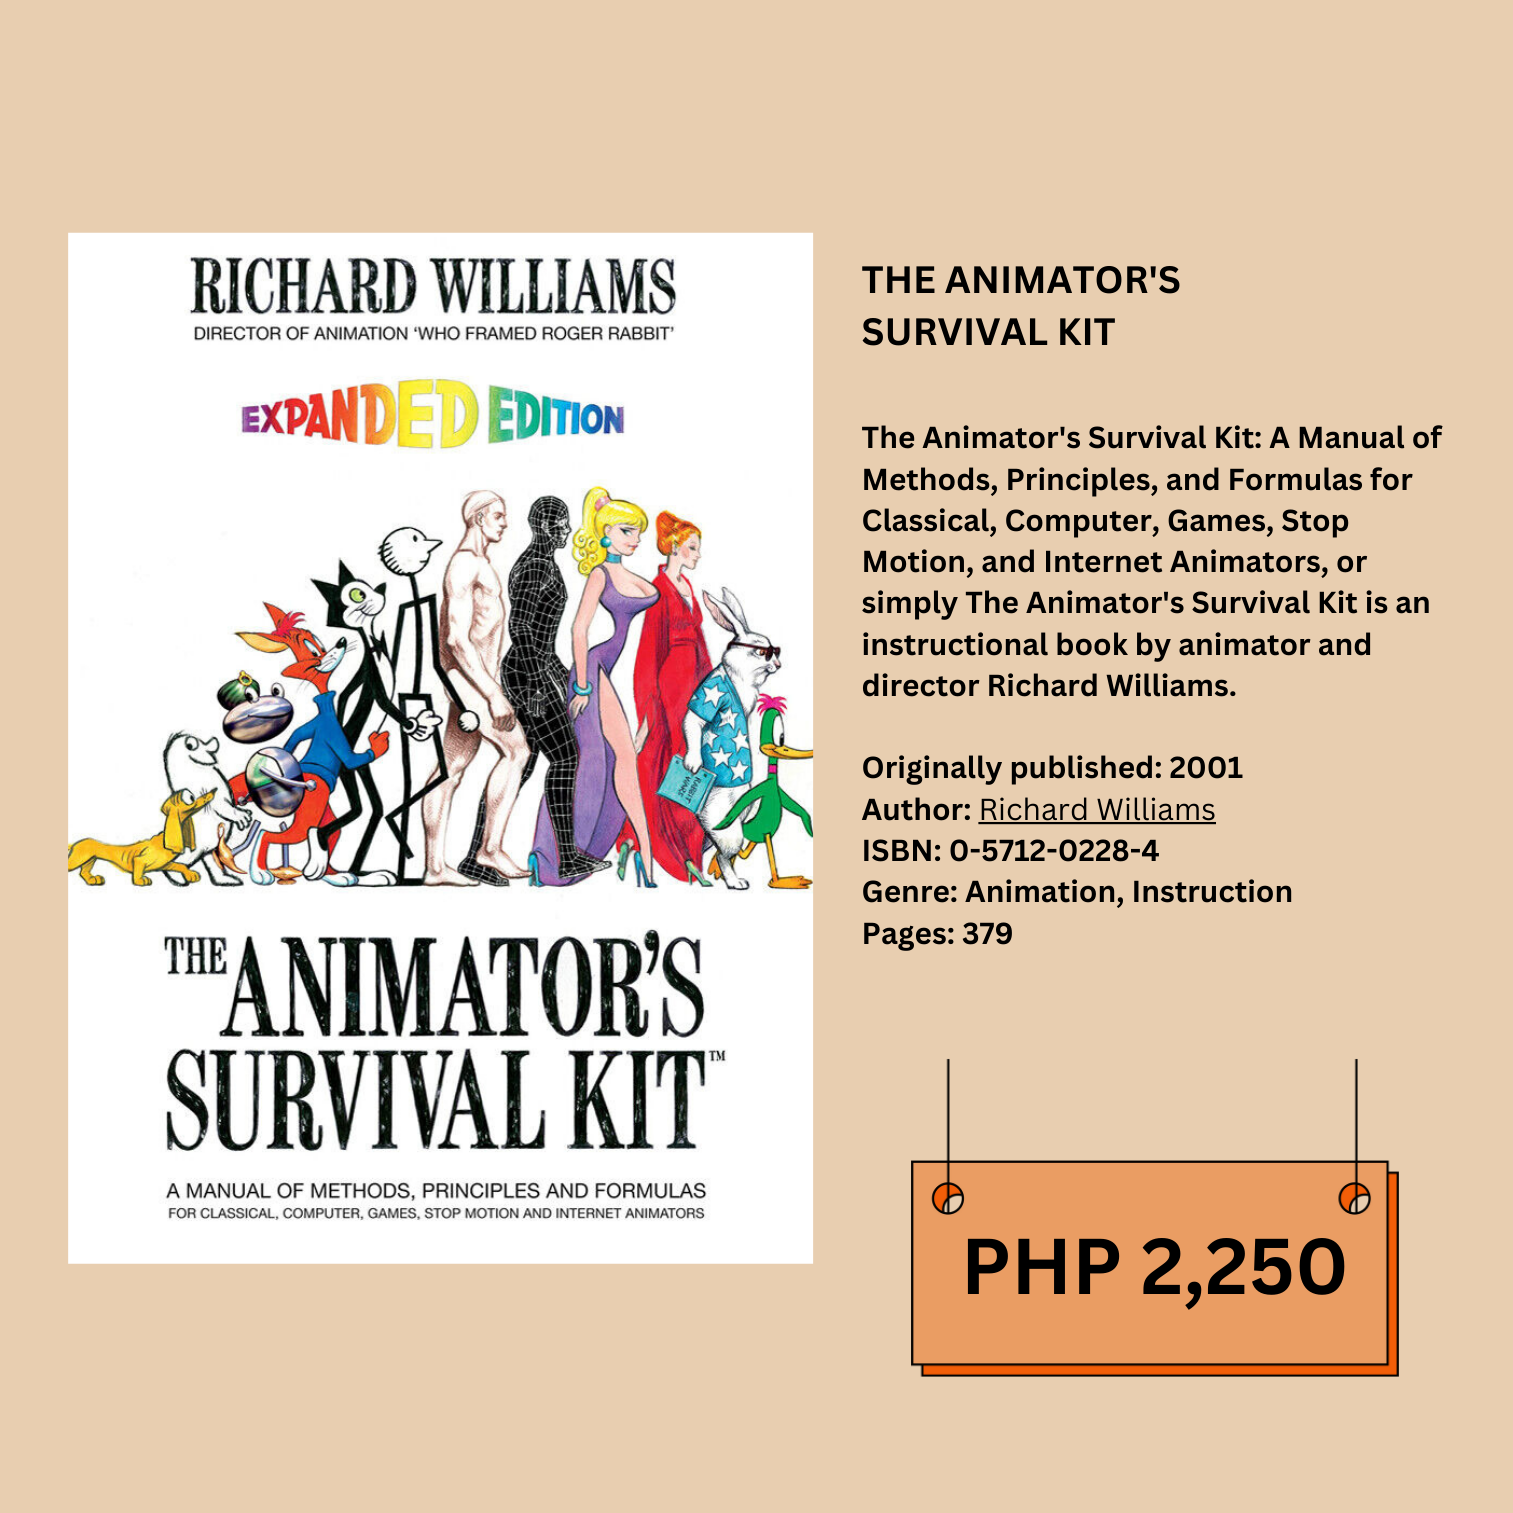 RICHARD WILLIAMS
DIRECTOR OF ANIMATION ‘WHO FRAMED ROGER RABBIT’
EXPANDED EDITION
RABBIT
WARE
THE ANIMATOR’S
SURVIVAL KIT™
A MANUAL OF METHODS, PRINCIPLES AND FORMULAS
FOR CLASSICAL, COMPUTER, GAMES, STOP MOTION AND INTERNET ANIMATORS
THE ANIMATOR'S
SURVIVAL KIT
The Animator's Survival Kit: A Manual of
Methods, Principles, and Formulas for
Classical, Computer, Games, Stop
Motion, and Internet Animators, or
simply The Animator's Survival Kit is an
instructional book by animator and
director Richard Williams.
Originally published: 2001
Author: Richard Williams
ISBN: 0-5712-0228-4
Genre: Animation, Instruction
Pages: 379
PHP 2,250